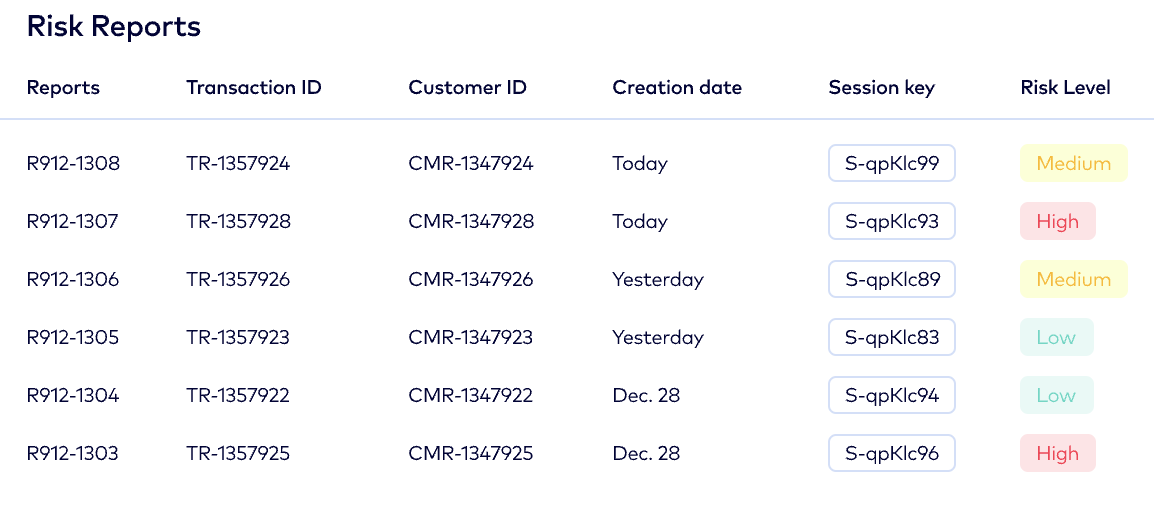 Risk Reports
Reports Transaction ID Customer ID Creation date Session key Risk Level
R912-1308 TR-1357924 CMR-1347924 Today S-qpKlc99 Medium
R912-1307 TR-1357928 CMR-1347928 Today S-qpKlc93 High
R912-1306 TR-1357926 CMR-1347926 Yesterday S-qpKlc89 Medium
R912-1305 TR-1357923 CMR-1347923 Yesterday S-qpKlc83 Low
R912-1304 TR-1357922 CMR-1347922 Dec. 28 S-qpKlc94 Low
R912-1303 TR-1357925 CMR-1347925 Dec. 28 S-qpKlc96 High